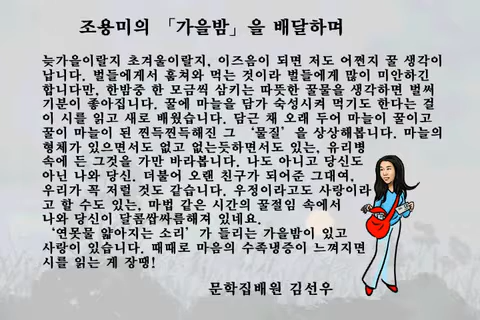 조용미의 「가을밤」을 배달하며
늦가을이랄지 초겨울이랄지, 이즈음이 되면 저도 어쩐지 꿀 생각이
납니다. 벌들에게서 훔쳐와 먹는 것이라 벌들에게 많이 미안하긴
합니다만, 한밤중 한 모금씩 삼키는 따뜻한 꿀물을 생각하면 벌써
기분이 좋아집니다. 꿀에 마늘을 담가 숙성시켜 먹기도 한다는 걸
이 시를 읽고 새로 배웠습니다. 담근 채 오래 두어 마늘이 꿀이고
꿀이 마늘이 된 찐득찐득해진 그 ‘물질’을 상상해봅니다. 마늘의
형체가 있으면서도 없고 없는듯하면서도 있는, 유리병
속에 든 그것을 가만 바라봅니다. 나도 아니고 당신도
아닌 나와 당신. 더불어 오랜 친구가 되어준 그대여,
우리가 꼭 저럴 것도 같습니다. 우정이라고도 사랑이라
고 할 수도 있는, 마법 같은 시간의 꿀절임 속에서
나와 당신이 달콤쌉싸름해져 있네요.
‘연못물 얇아지는 소리’가 들리는 가을밤이 있고
사랑이 있습니다. 때때로 마음의 수족냉증이 느껴지면
시를 읽는 게 장땡!
문학집배원 김선우